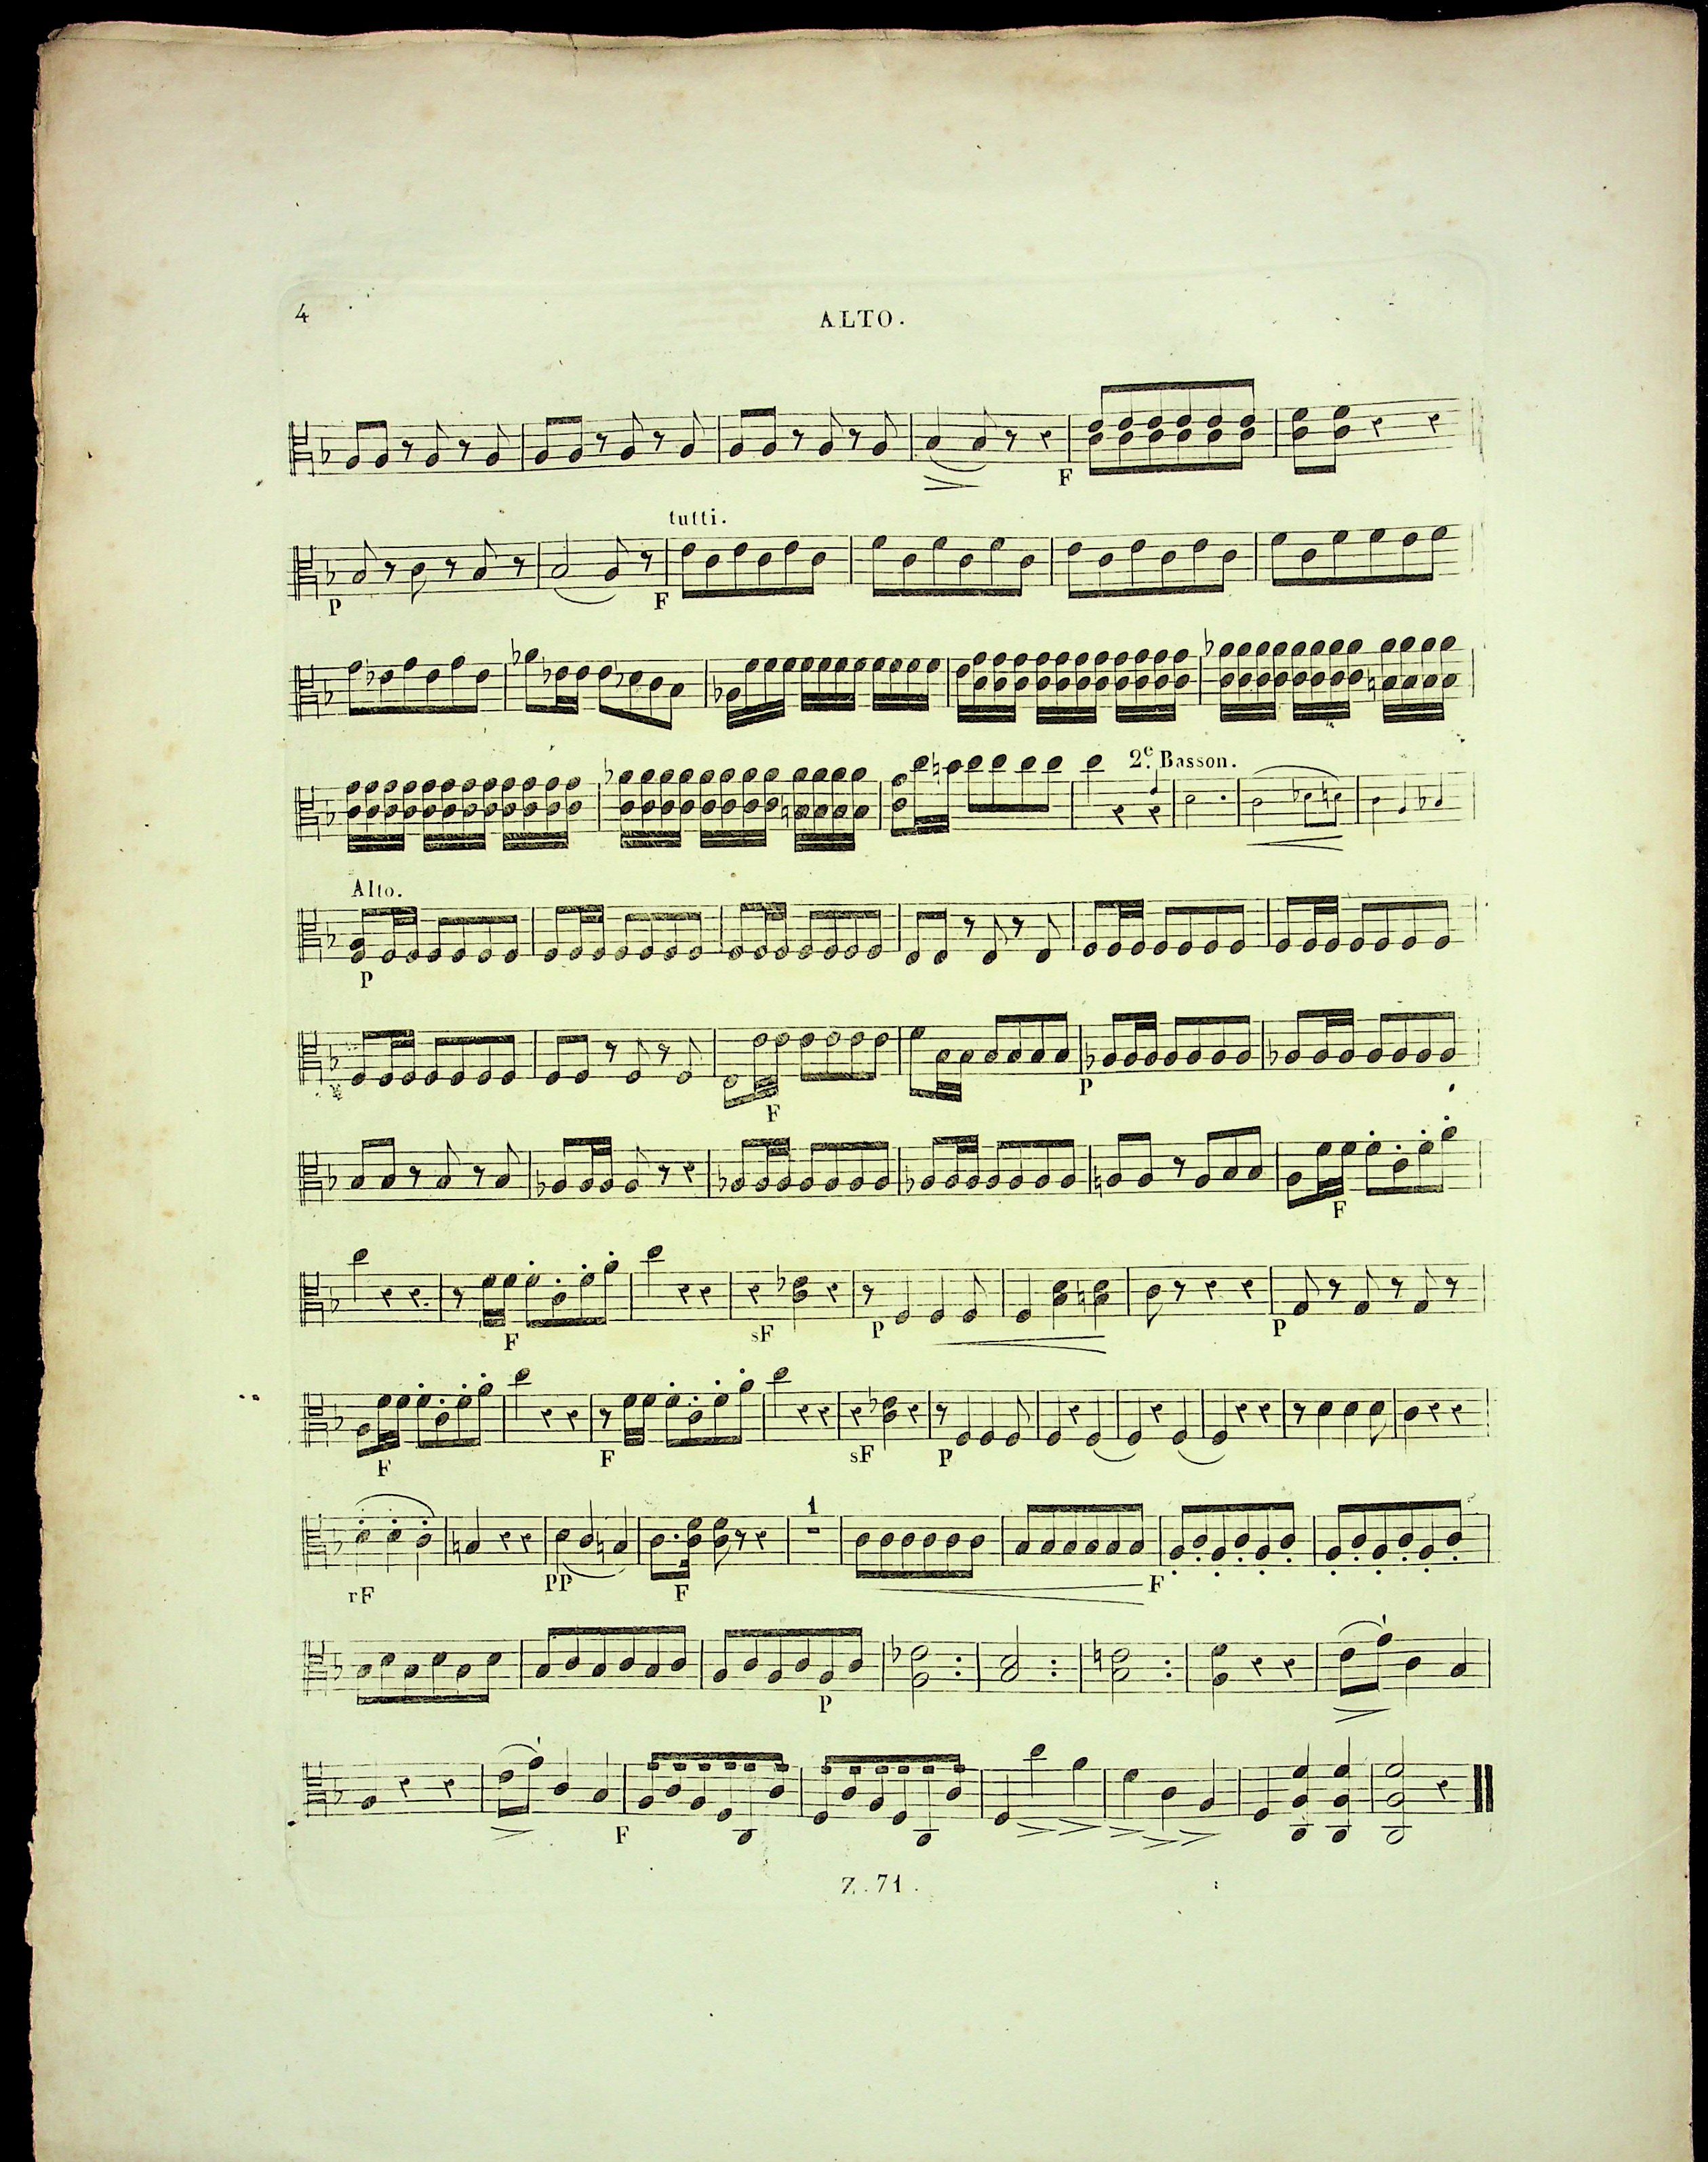 4
ALTO.
F
tutti.
P F
2e. Basson.
Alto.
P
F P
F
F sF P P
F F sF P
1
rF PP F F
P
F
Z.71.